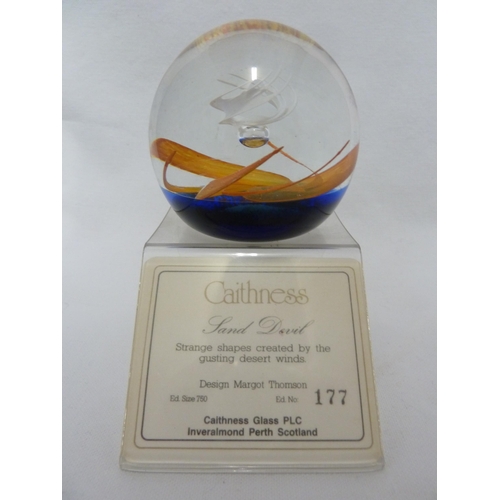 Caithness
Sand Devil
Strange shapes created by the
gusting desert winds.
Design Margot Thomson
Ed. Size 750 Ed. No 177
Caithness Glass PLC
Inveralmond Perth Scotland